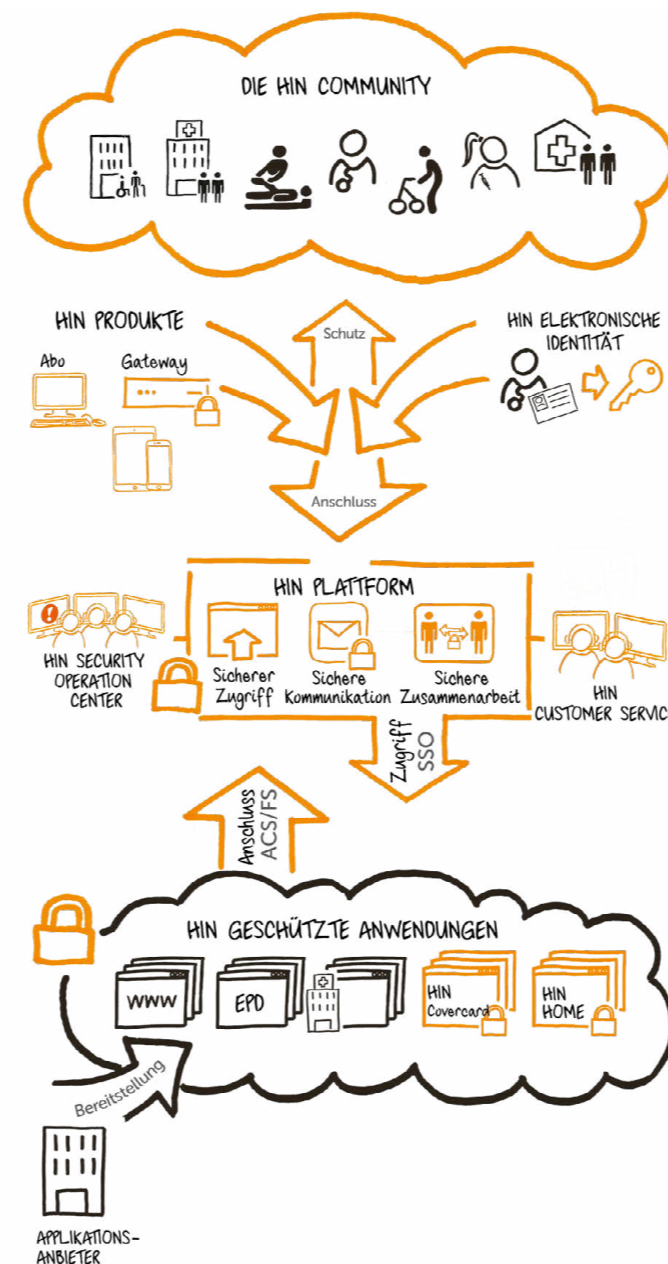 DIE HIN COMMUNITY
HIN PRODUKTE
Abo
Gateway
Schutz
HIN ELEKTRONISCHE
IDENTITÄT
Anschluss
HIN PLATTFORM
HIN SECURITY
OPERATION
CENTER
Sicherer
Zugriff
Sichere
Kommunikation
Sichere
Zusammenarbeit
HIN
CUSTOMER SERVIC
Zugriff
SSO
Anschluss
ACS/FS
HIN GESCHÜTZTE ANWENDUNGEN
WWW
EPD
HIN
Covercard
HIN
HOME
Bereitstellung
APPLIKATIONS-
ANBIETER